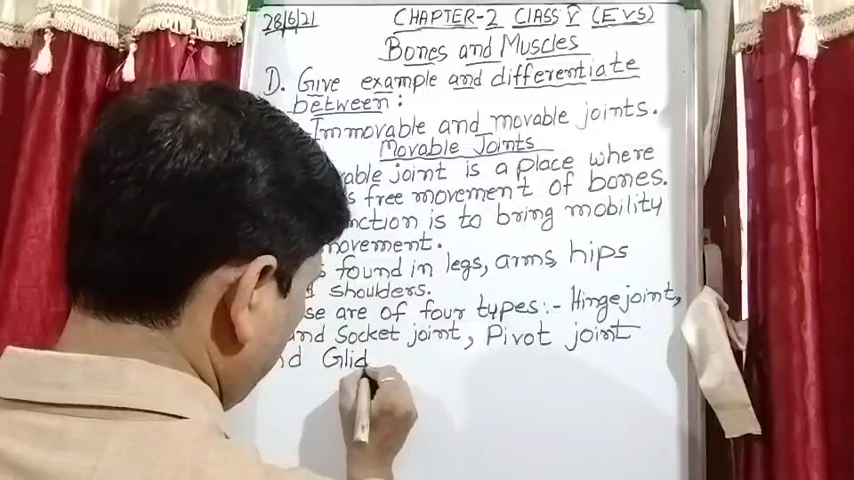 28/6/21 CHAPTER-2 CLASS V (EVS)
Bones and Muscles
D. Give example and differentiate
between:
Immovable and movable joints.
Movable Joints
joint is a place where
free movement of bones.
is to bring mobility
movement.
found in legs, arms, hips
shoulders.
are of four types:- Hinge joint,
and Socket joint, Pivot joint
Glid